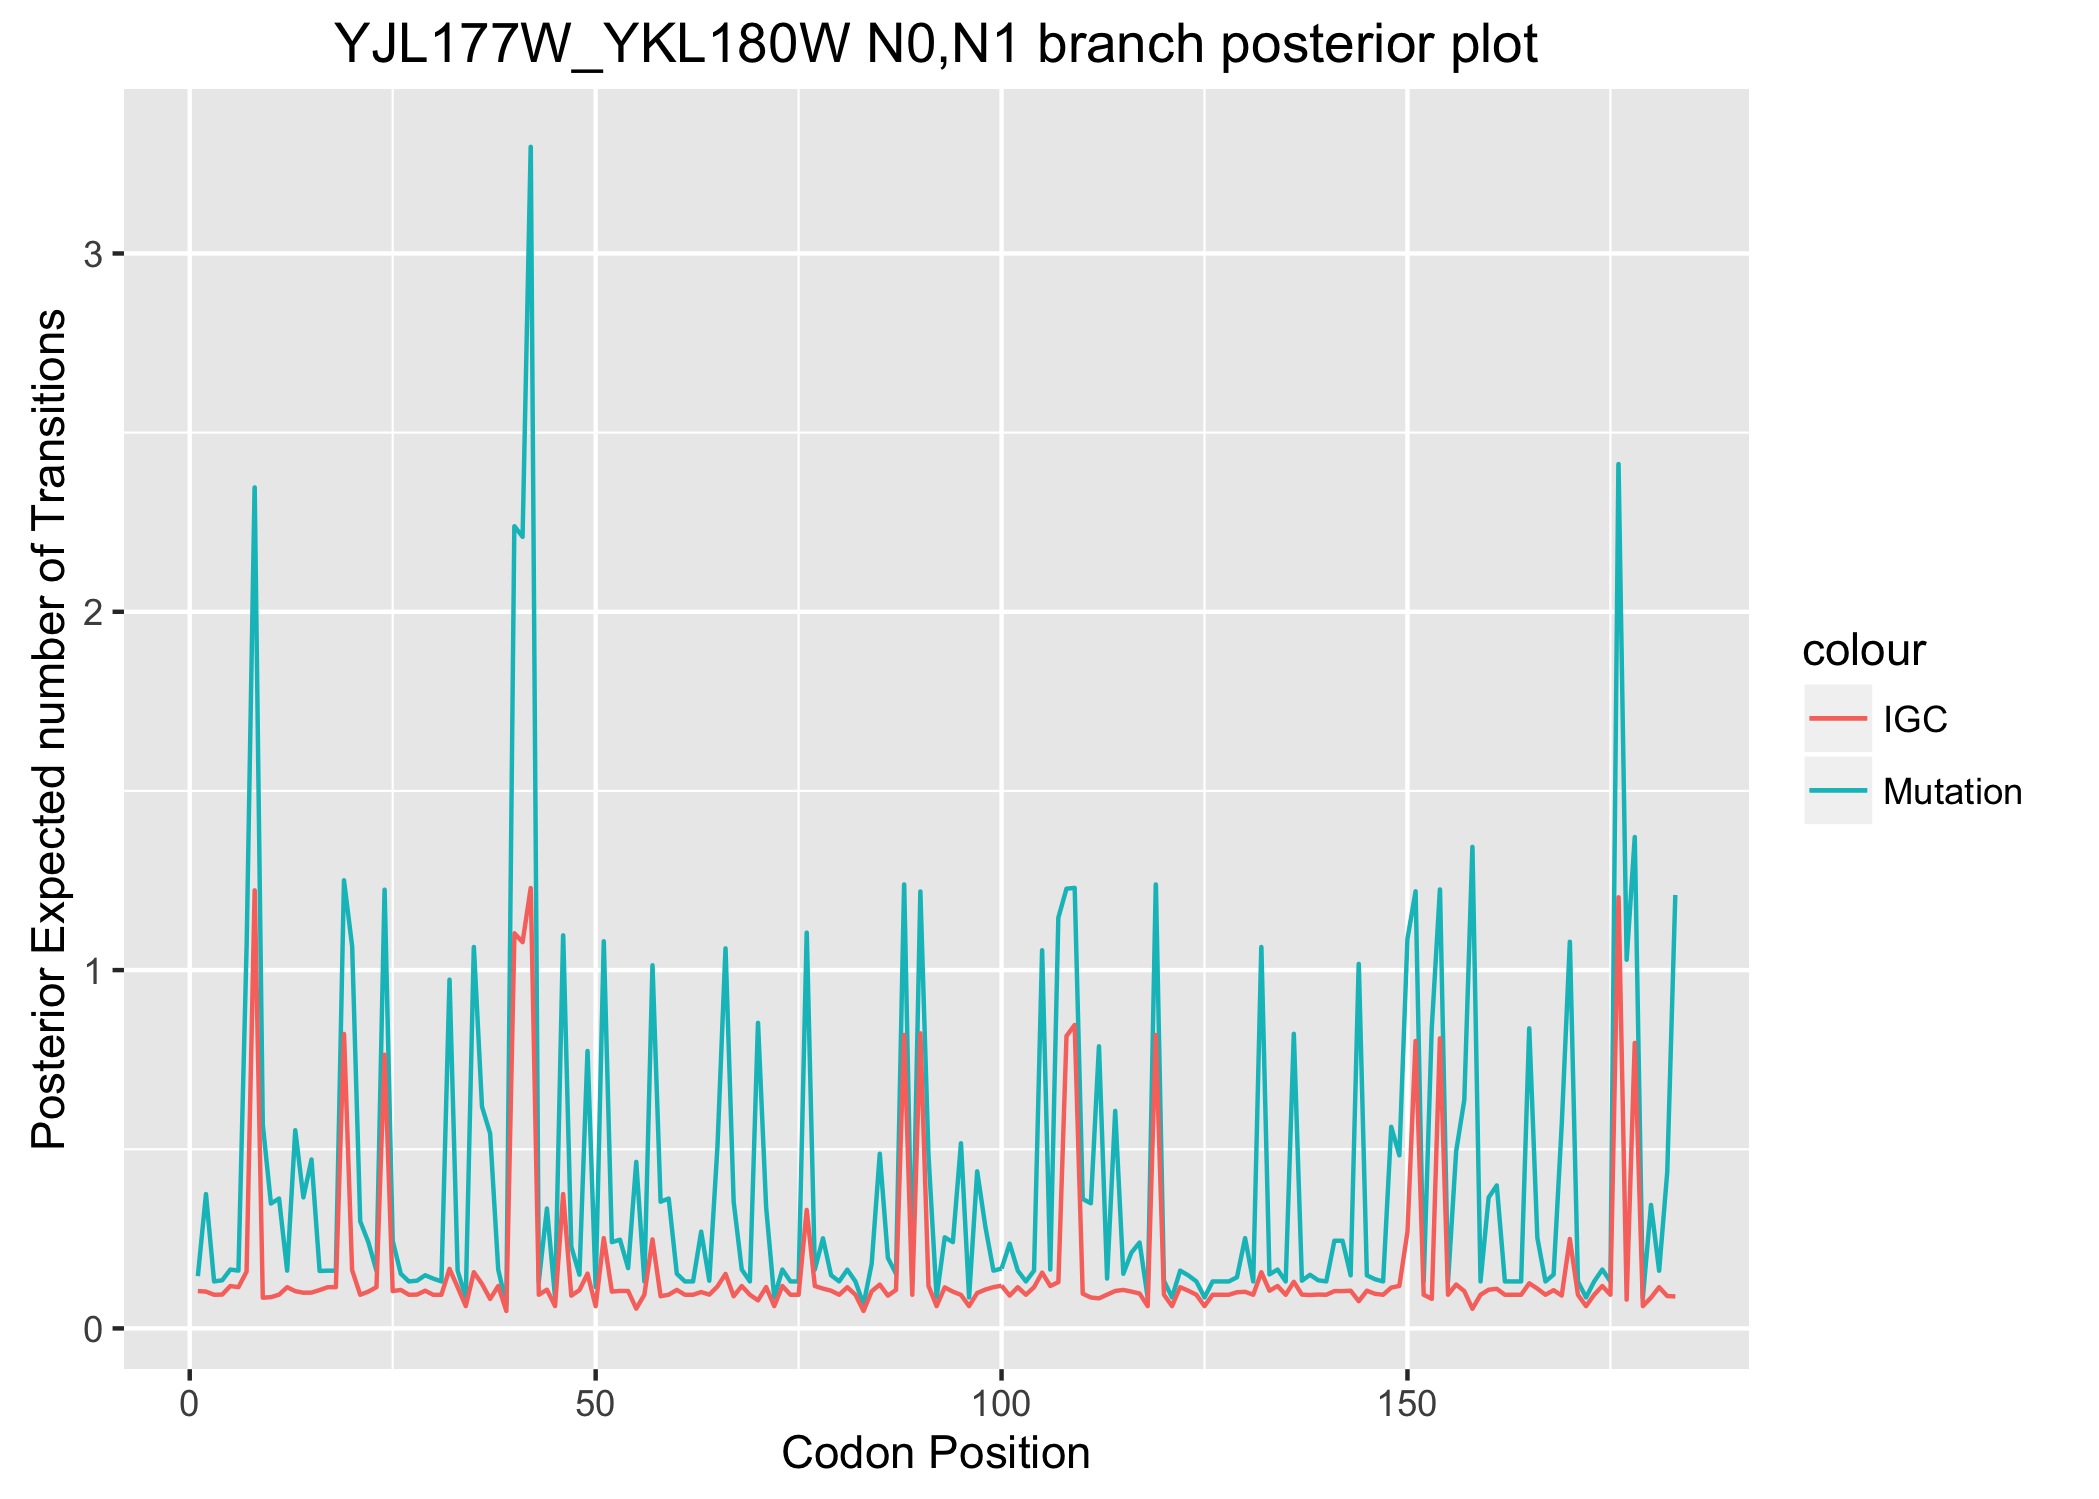 YJL177W_YKL180W N0,N1 branch posterior plot
Posterior Expected number of Transitions
3
2
1
0
0 50 100 150
Codon Position
colour
IGC
Mutation